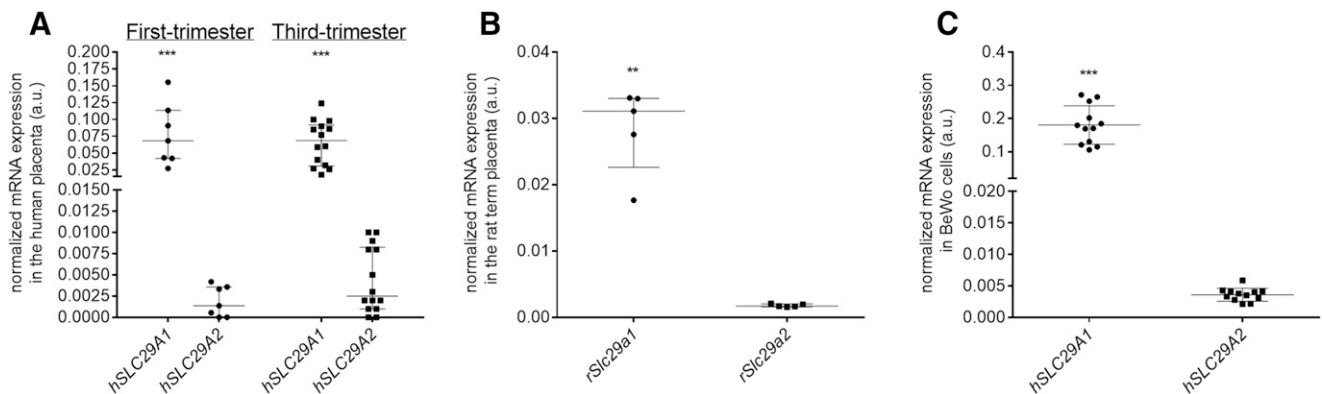 A
First-trimester Third-trimester
normalized mRNA expression
in the human placenta (a.u.)
*** ***
0.200
0.175
0.150
0.125
0.100
0.075
0.050
0.025
0.0150
0.0125
0.0100
0.0075
0.0050
0.0025
0.0000
hSLC29A1
hSLC29A2
hSLC29A1
hSLC29A2
B
normalized mRNA expression
in the rat term placenta (a.u.)
**
0.04
0.03
0.02
0.01
0.00
rSlc29a1
rSlc29a2
C
normalized mRNA expression
in BeWo cells (a.u.)
***
0.4
0.3
0.2
0.1
0.020
0.015
0.010
0.005
0.000
hSLC29A1
hSLC29A2